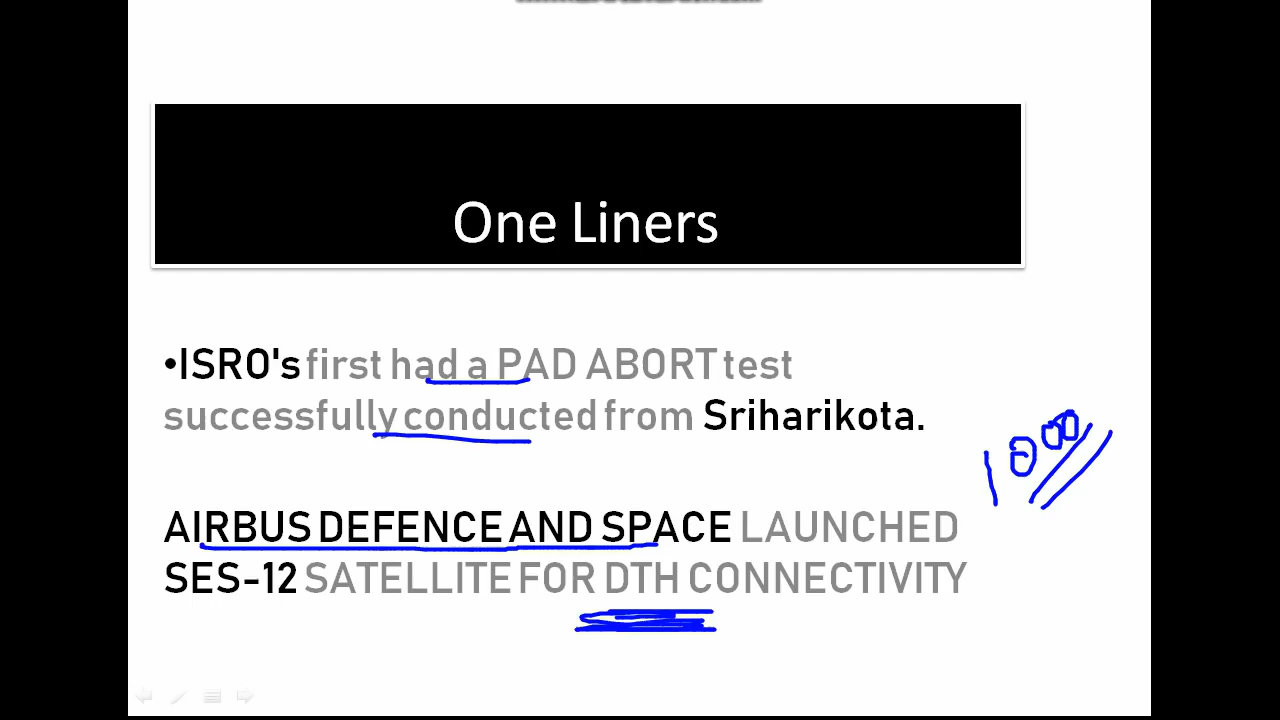 One Liners
•ISRO's first had a PAD ABORT test
successfully conducted from Sriharikota.
1000
AIRBUS DEFENCE AND SPACE LAUNCHED
SES-12 SATELLITE FOR DTH CONNECTIVITY